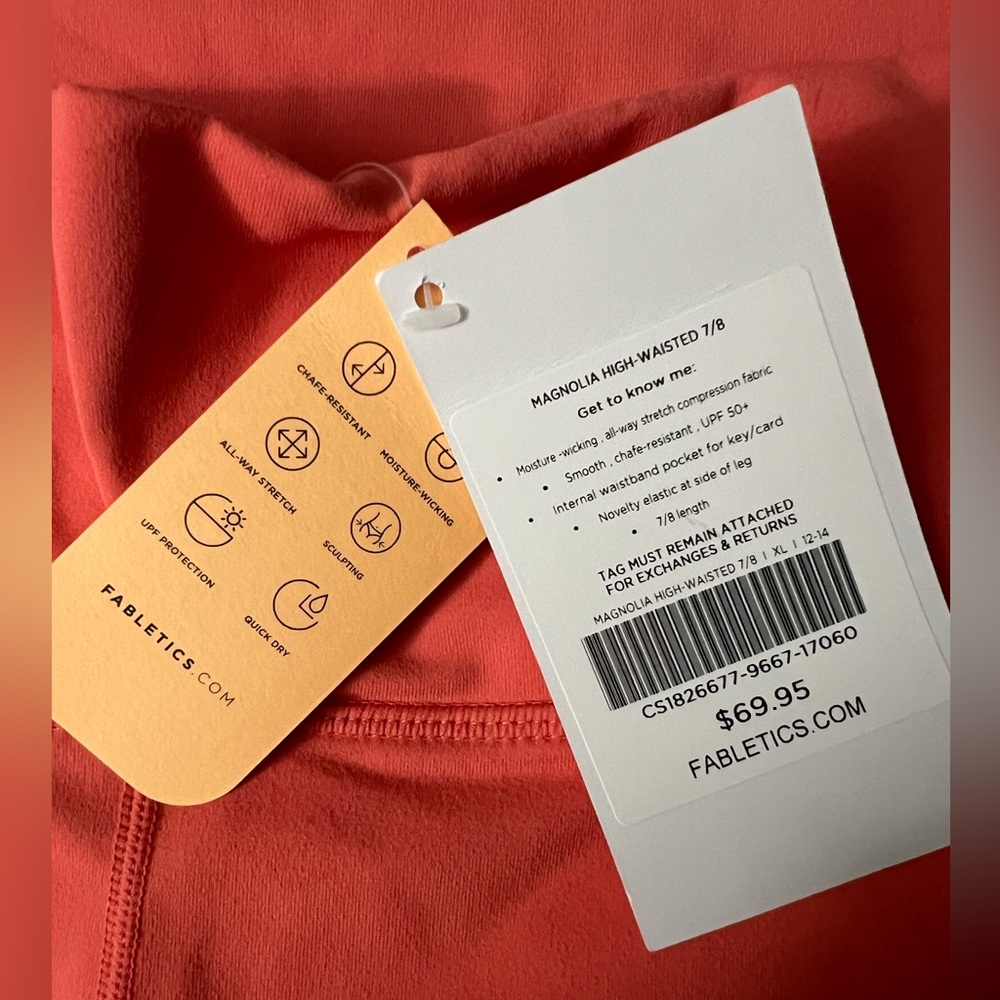 CHAFE-RESISTANT
MOISTURE-WICKING
ALL-WAY STRETCH
SCULPTING
UPF PROTECTION
QUICK DRY
FABLETICS.COM
MAGNOLIA HIGH-WAISTED 7/8
Get to know me:
• Moisture -wicking , all-way stretch compression fabric
• Smooth , chafe-resistant , UPF 50+
• Internal waistband pocket for key/card
• Novelty elastic at side of leg
• 7/8 length
TAG MUST REMAIN ATTACHED
FOR EXCHANGES & RETURNS
MAGNOLIA HIGH-WAISTED 7/8 | XL | 12-14
CS1826677-9667-17060
$69.95
FABLETICS.COM